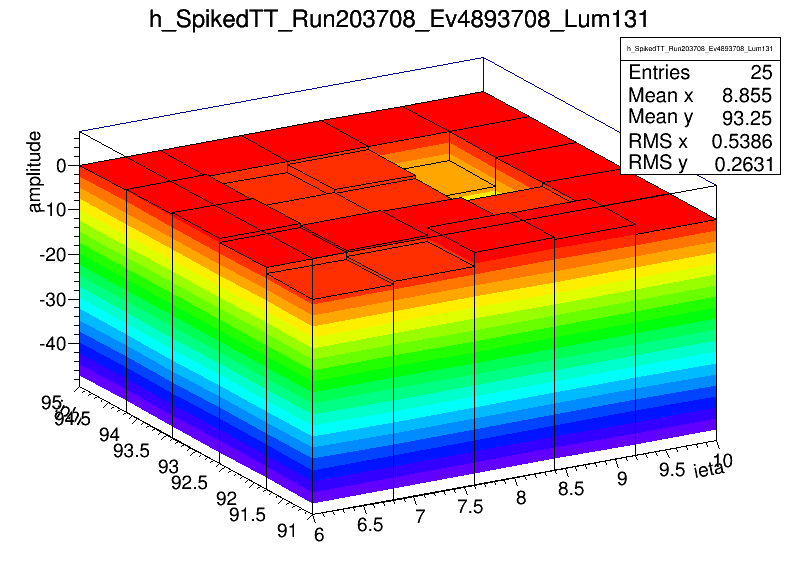 h_SpikedTT_Run203708_Ev4893708_Lum131
h_SpikedTT_Run203708_Ev4893708_Lum131
Entries 25
Mean x 8.855
Mean y 93.25
RMS x 0.5386
RMS y 0.2631
amplitude
0
-10
-20
-30
-40
95
94.5
94
93.5
93
92.5
92
91.5
91
6
6.5
7
7.5
8
8.5
9
9.5
10
ieta